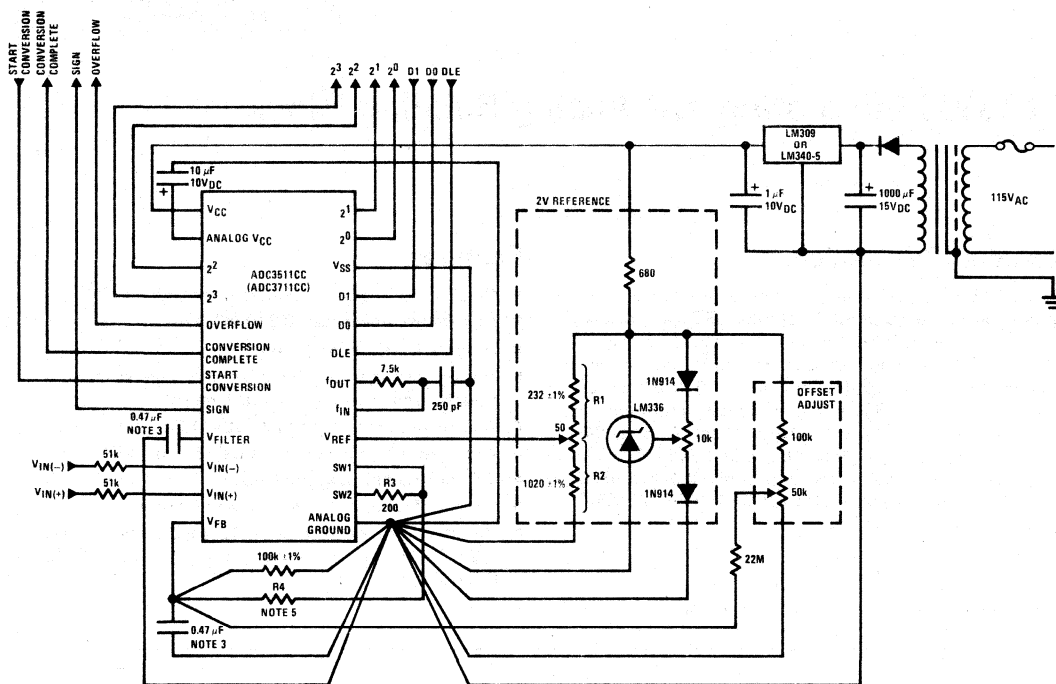 START
CONVERSION
CONVERSION
COMPLETE
SIGN
OVERFLOW
2³ 2² 2¹ 2⁰ D1 D0 DLE
10 µF
10VDC
+
VCC
ANALOG VCC
2²
2³
OVERFLOW
CONVERSION
COMPLETE
START
CONVERSION
SIGN
VFILTER
VIN(−)
VIN(+)
VFB
ADC3511CC
(ADC3711CC)
2¹
2⁰
VSS
D1
D0
DLE
fOUT
fIN
VREF
SW1
SW2
ANALOG
GROUND
0.47 µF
NOTE 3
VIN(−)
51k
VIN(+)
51k
7.5k
250 pF
R3
200
100k ±1%
R4
NOTE 5
0.47 µF
NOTE 3
2V REFERENCE
680
232 ±1%
R1
50
1020 ±1%
R2
LM336
1N914
10k
1N914
OFFSET
ADJUST
100k
50k
22M
LM309
OR
LM340-5
+
1 µF
10VDC
+
1000 µF
15VDC
115VAC